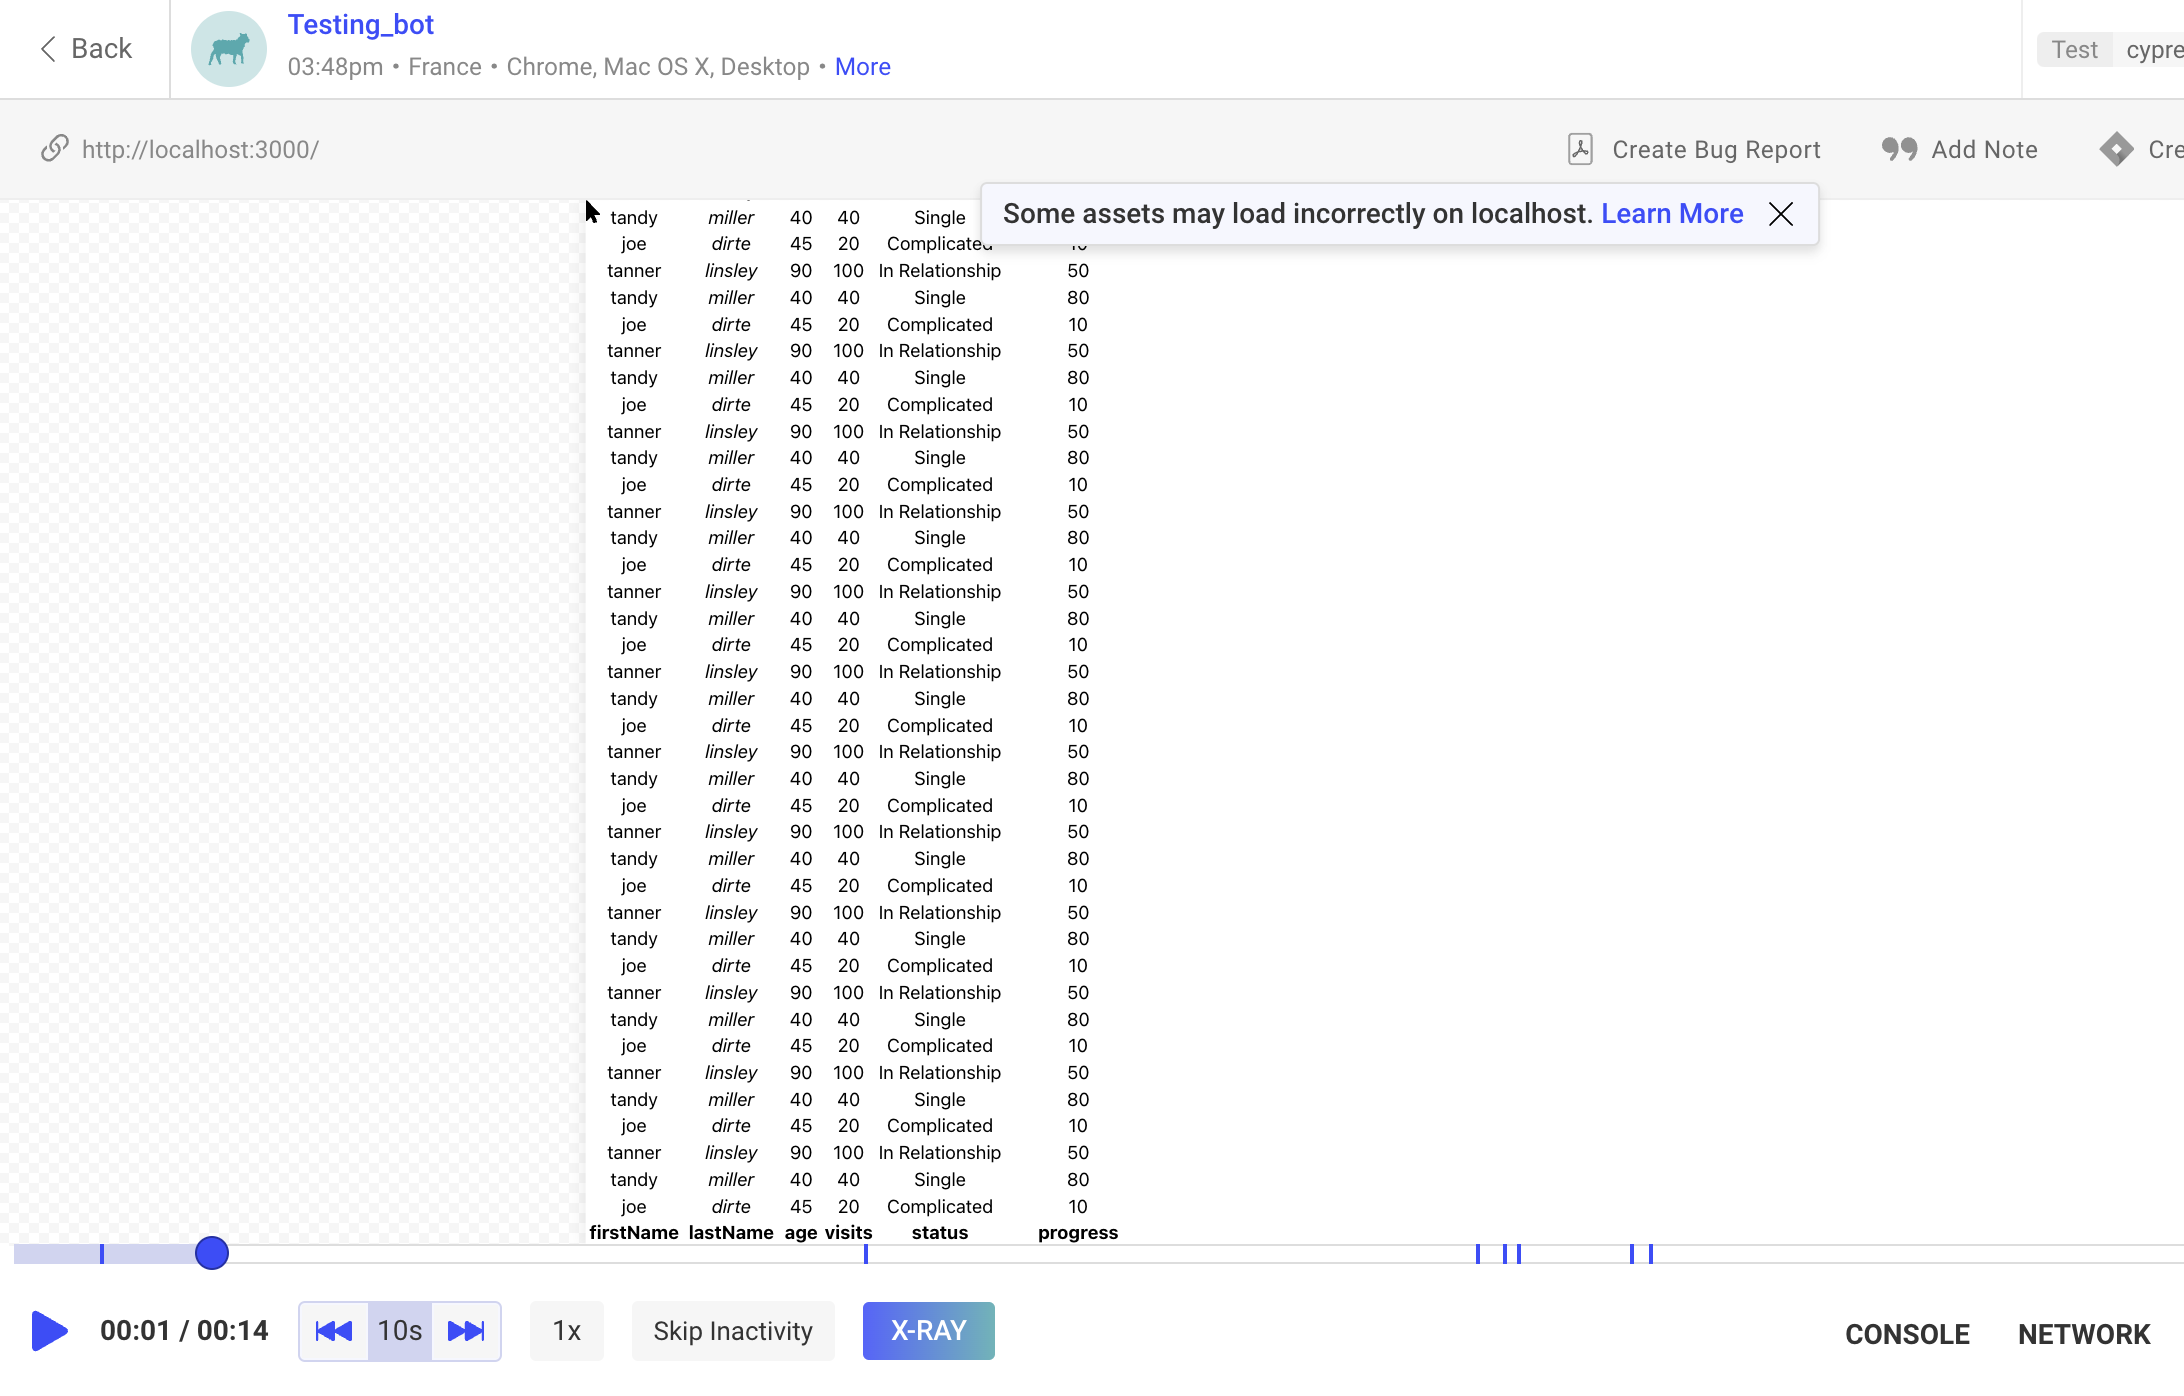 Back
Testing_bot
03:48pm • France • Chrome, Mac OS X, Desktop • More
Test cypre
http://localhost:3000/
Create Bug Report
Add Note
Cre
Some assets may load incorrectly on localhost. Learn More
tandy miller 40 40 Single
joe dirte 45 20 Complicated 10
tanner linsley 90 100 In Relationship 50
tandy miller 40 40 Single 80
joe dirte 45 20 Complicated 10
tanner linsley 90 100 In Relationship 50
tandy miller 40 40 Single 80
joe dirte 45 20 Complicated 10
tanner linsley 90 100 In Relationship 50
tandy miller 40 40 Single 80
joe dirte 45 20 Complicated 10
tanner linsley 90 100 In Relationship 50
tandy miller 40 40 Single 80
joe dirte 45 20 Complicated 10
tanner linsley 90 100 In Relationship 50
tandy miller 40 40 Single 80
joe dirte 45 20 Complicated 10
tanner linsley 90 100 In Relationship 50
tandy miller 40 40 Single 80
joe dirte 45 20 Complicated 10
tanner linsley 90 100 In Relationship 50
tandy miller 40 40 Single 80
joe dirte 45 20 Complicated 10
tanner linsley 90 100 In Relationship 50
tandy miller 40 40 Single 80
joe dirte 45 20 Complicated 10
tanner linsley 90 100 In Relationship 50
tandy miller 40 40 Single 80
joe dirte 45 20 Complicated 10
tanner linsley 90 100 In Relationship 50
tandy miller 40 40 Single 80
joe dirte 45 20 Complicated 10
tanner linsley 90 100 In Relationship 50
tandy miller 40 40 Single 80
joe dirte 45 20 Complicated 10
tanner linsley 90 100 In Relationship 50
tandy miller 40 40 Single 80
joe dirte 45 20 Complicated 10
firstName lastName age visits status progress
00:01 / 00:14
10s
1x
Skip Inactivity
X-RAY
CONSOLE
NETWORK